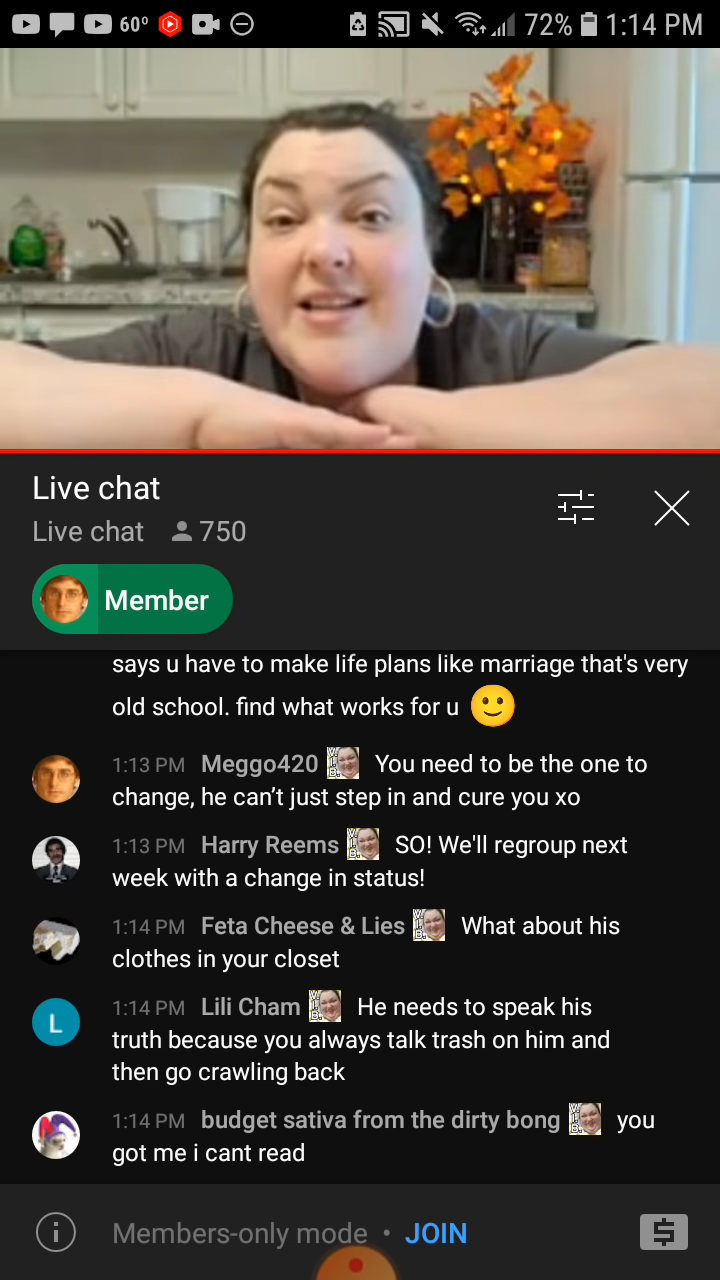 60°
72% 1:14 PM
Live chat
Live chat 750
Member
says u have to make life plans like marriage that's very
old school. find what works for u
1:13 PM Meggo420 You need to be the one to
change, he can’t just step in and cure you xo
1:13 PM Harry Reems SO! We'll regroup next
week with a change in status!
1:14 PM Feta Cheese & Lies What about his
clothes in your closet
L
1:14 PM Lili Cham He needs to speak his
truth because you always talk trash on him and
then go crawling back
1:14 PM budget sativa from the dirty bong you
got me i cant read
Members-only mode • JOIN